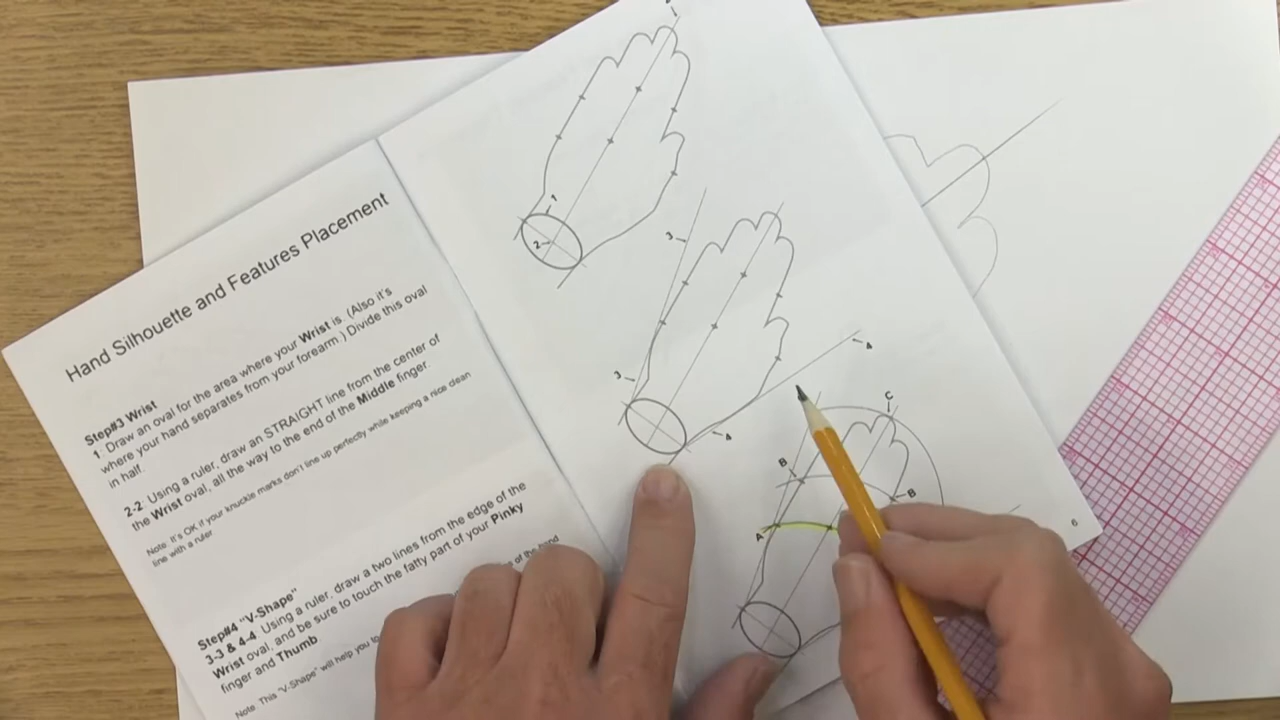 Hand Silhouette and Features Placement
Step#3 Wrist
1: Draw an oval for the area where your Wrist is. (Also it's
where your hand separates from your forearm.) Divide this oval
in half.
2-2: Using a ruler, draw an STRAIGHT line from the center of
the Wrist oval, all the way to the end of the Middle finger.
Note: It's OK if your knuckle marks don't line up perfectly while keeping a nice clean
line with a ruler
Step#4 "V-Shape"
3-3 & 4-4: Using a ruler, draw a two lines from the edge of the
Wrist oval, and be sure to touch the fatty part of your Pinky
finger and Thumb.
Note: This "V-Shape" will help you to
of the hand
1
2
3
3
4
4
C
B
B
A
6